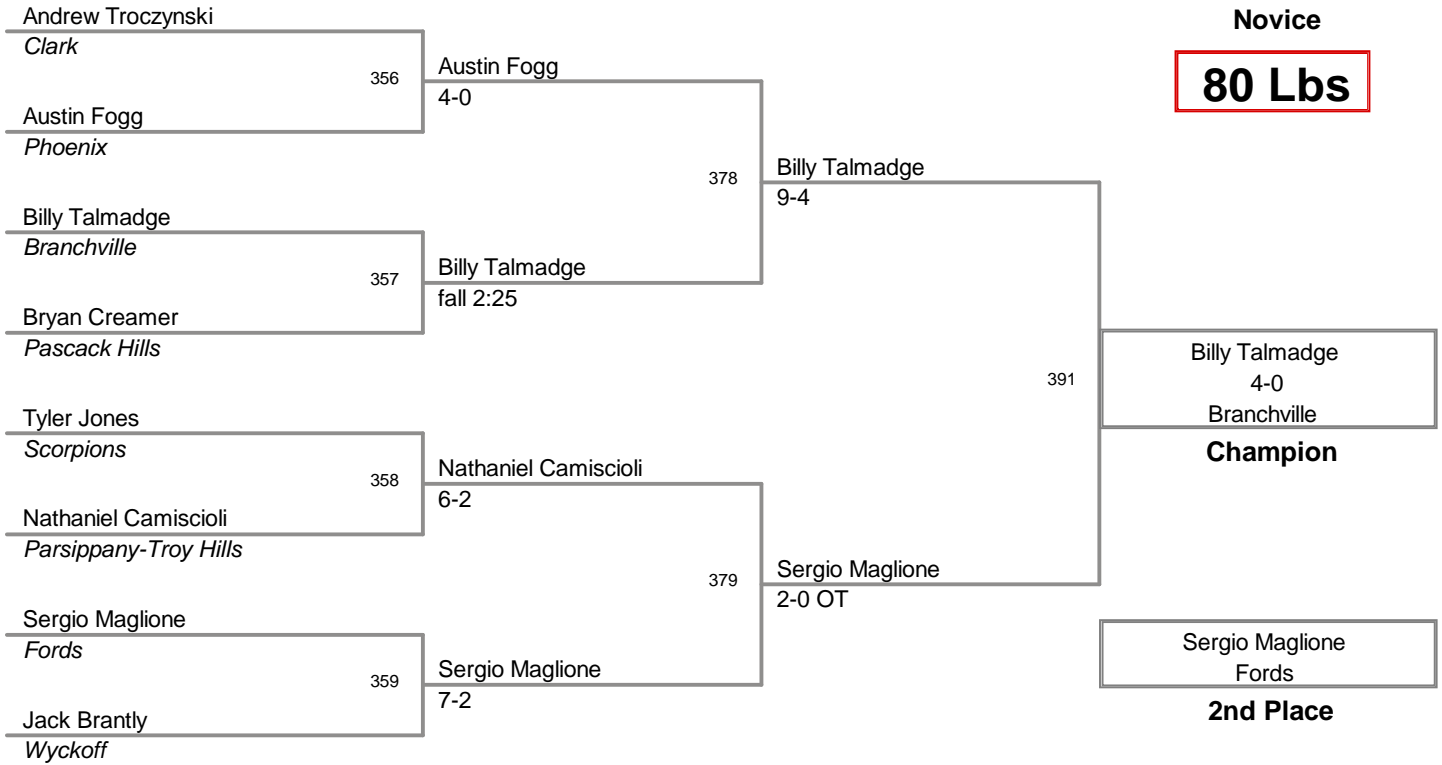 Andrew Troczynski
Clark
356
Austin Fogg
Phoenix
Billy Talmadge
Branchville
357
Bryan Creamer
Pascack Hills
Tyler Jones
Scorpions
358
Nathaniel Camiscioli
Parsippany-Troy Hills
Sergio Maglione
Fords
359
Jack Brantly
Wyckoff
Austin Fogg
4-0
378
Billy Talmadge
fall 2:25
Nathaniel Camiscioli
6-2
379
Sergio Maglione
7-2
Billy Talmadge
9-4
391
Sergio Maglione
2-0 OT
Novice
80 Lbs
Billy Talmadge
4-0
Branchville
Champion
Sergio Maglione
Fords
2nd Place